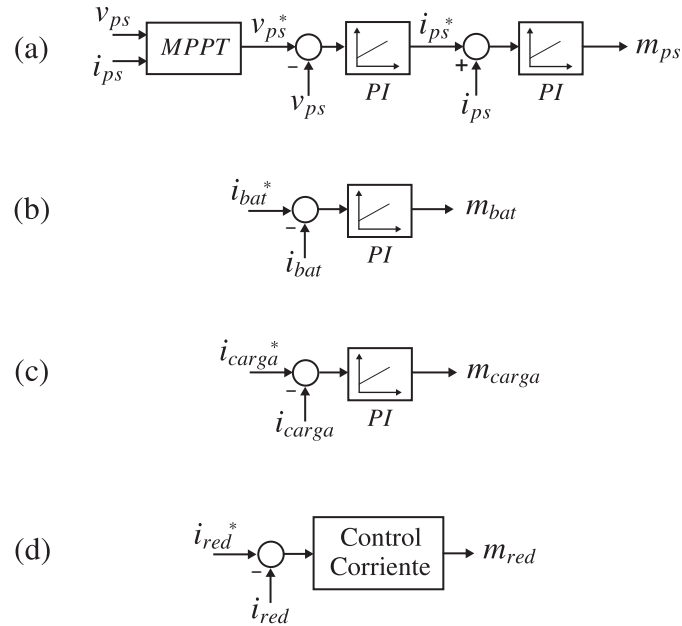 (a) v_ps i_ps MPPT v_ps* − v_ps PI i_ps* + i_ps PI m_ps
(b) i_bat* − i_bat PI m_bat
(c) i_carga* − i_carga PI m_carga
(d) i_red* − i_red Control Corriente m_red